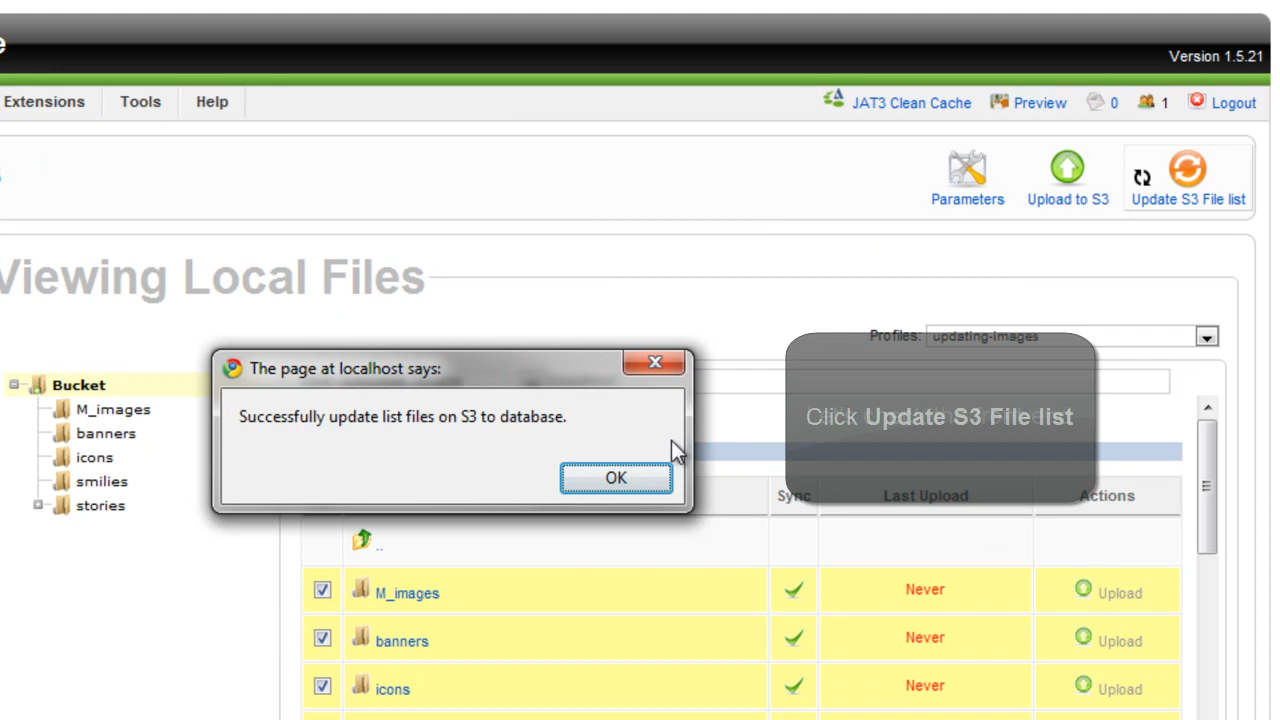 e
Version 1.5.21
Extensions Tools Help JAT3 Clean Cache Preview 0 1 Logout
Parameters Upload to S3 Update S3 File list
Viewing Local Files
Profiles: updating-images
The page at localhost says:
Bucket
Successfully update list files on S3 to database.
Click Update S3 File list
M_images
banners
icons
OK
smilies
Sync Last Upload Actions
stories
..
M_images Never Upload
banners Never Upload
icons Never Upload